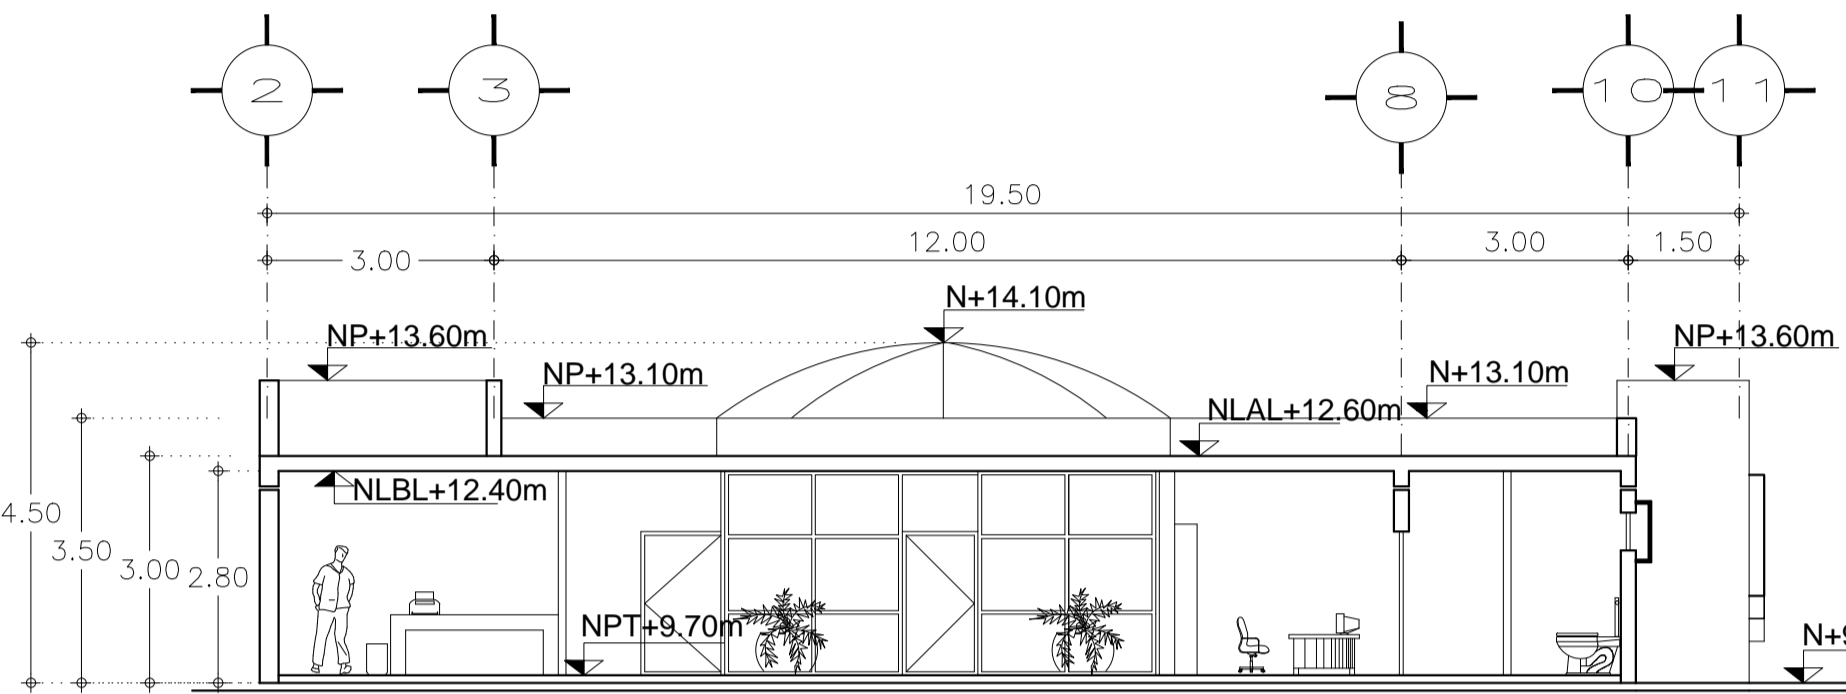 2 3 8 10 11
19.50
3.00 12.00 3.00 1.50
N+14.10m
NP+13.60m NP+13.60m
NP+13.10m N+13.10m
NLAL+12.60m
NLBL+12.40m
4.50
3.50
3.00 2.80
NPT+9.70m
N+9